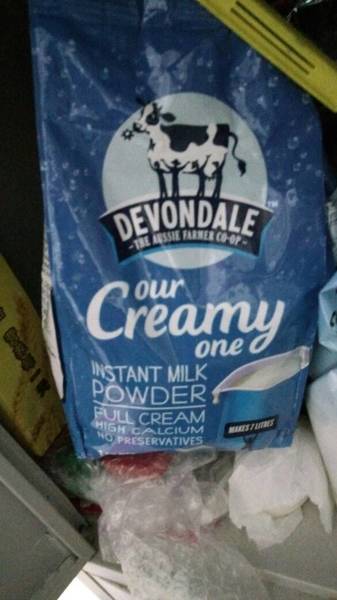 DEVONDALE™
-THE AUSSIE FARMER CO-OP-
our
Creamy
one
INSTANT MILK
POWDER
FULL CREAM
HIGH CALCIUM
NO PRESERVATIVES
MAKES 7 LITRES